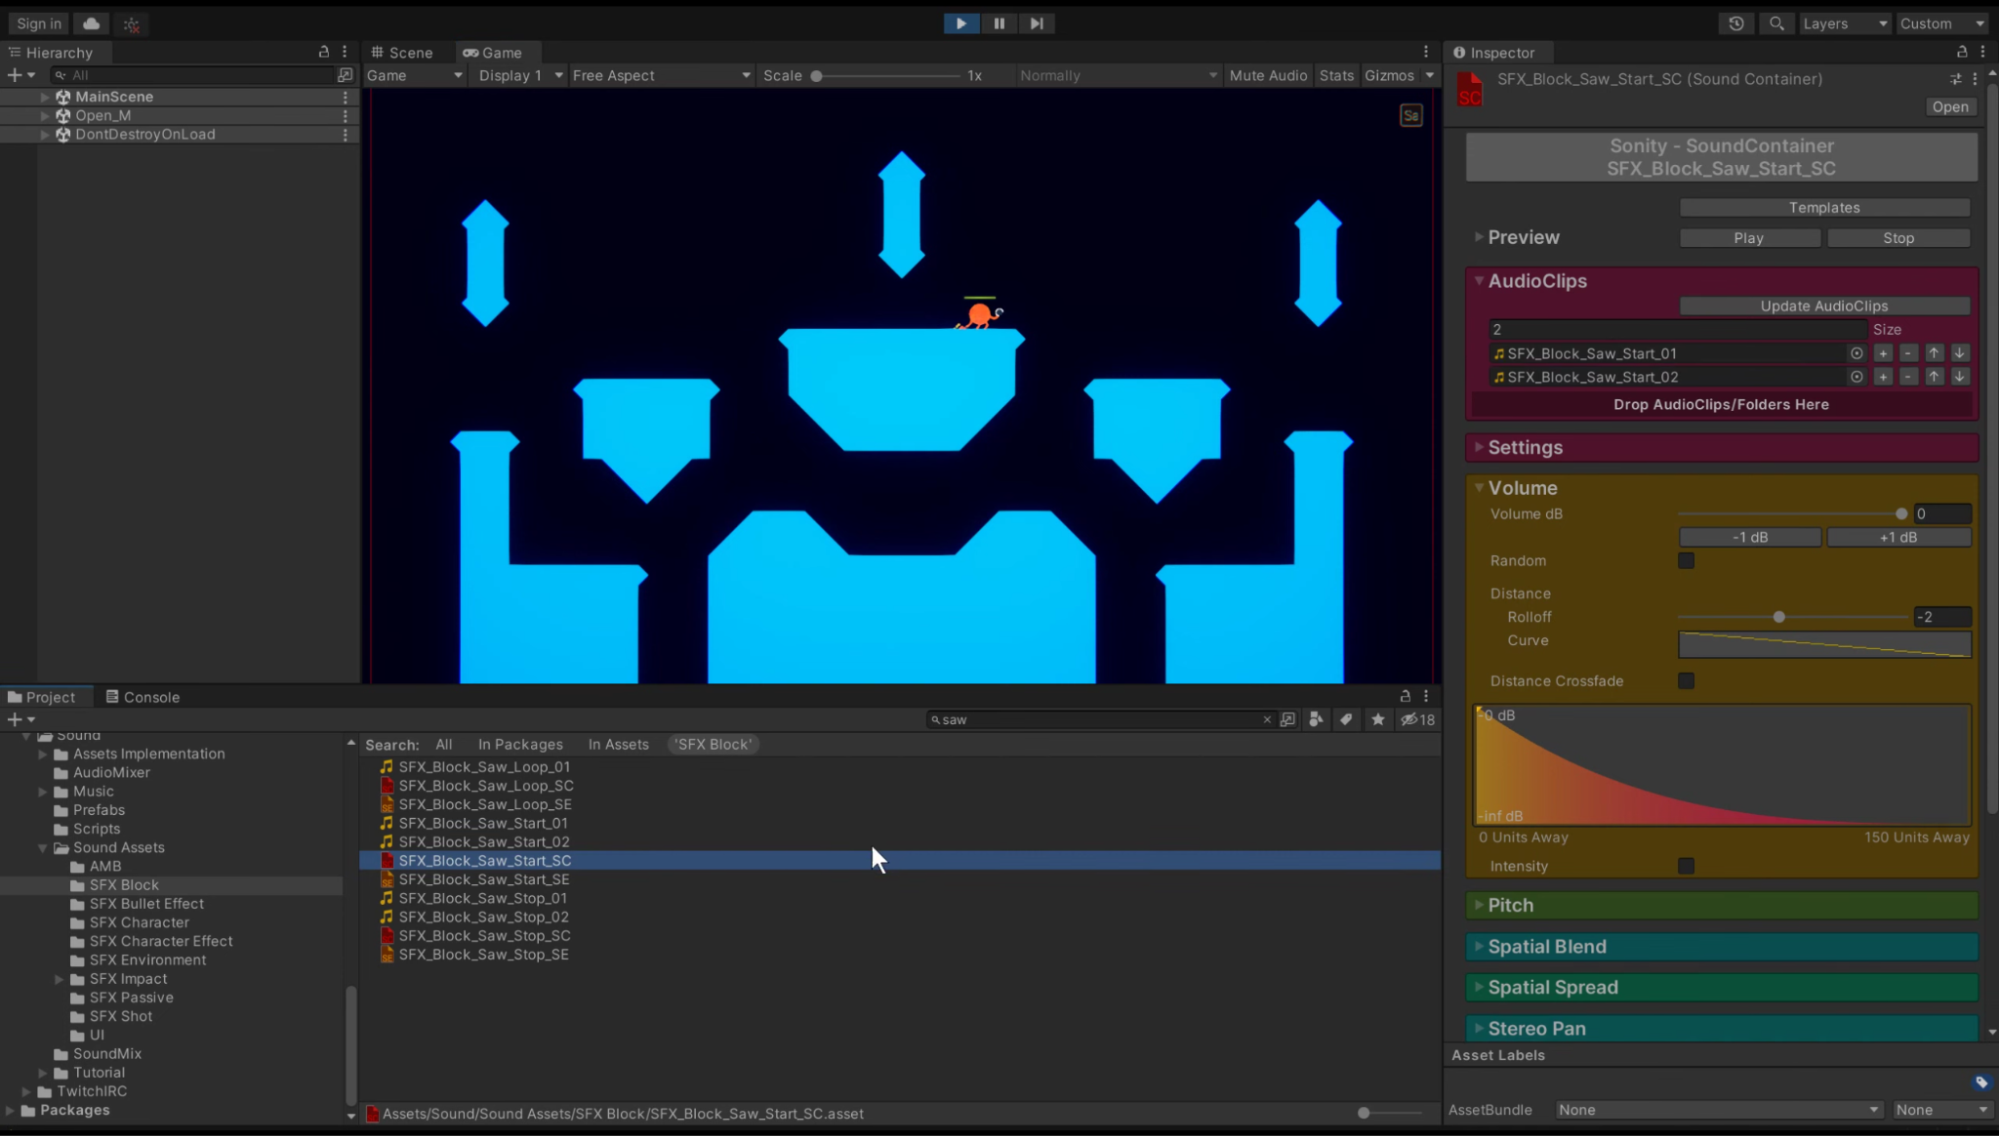 Sign in
Layers
Custom
Hierarchy
Scene
Game
Inspector
All
Game
Display 1
Free Aspect
Scale
1x
Normally
Mute Audio
Stats
Gizmos
SC
SFX_Block_Saw_Start_SC (Sound Container)
Open
MainScene
Open_M
DontDestroyOnLoad
Sonity - SoundContainer
SFX_Block_Saw_Start_SC
Templates
Preview
Play
Stop
AudioClips
Update AudioClips
2
Size
SFX_Block_Saw_Start_01
SFX_Block_Saw_Start_02
Drop AudioClips/Folders Here
Settings
Volume
Volume dB
0
-1 dB
+1 dB
Random
Distance
Rolloff
-2
Curve
Distance Crossfade
-0 dB
-inf dB
0 Units Away
150 Units Away
Intensity
Pitch
Spatial Blend
Spatial Spread
Stereo Pan
Asset Labels
AssetBundle
None
None
Project
Console
saw
18
Sound
Assets Implementation
AudioMixer
Music
Prefabs
Scripts
Sound Assets
AMB
SFX Block
SFX Bullet Effect
SFX Character
SFX Character Effect
SFX Environment
SFX Impact
SFX Passive
SFX Shot
UI
SoundMix
Tutorial
TwitchIRC
Packages
Search:
All
In Packages
In Assets
'SFX Block'
SFX_Block_Saw_Loop_01
SFX_Block_Saw_Loop_SC
SFX_Block_Saw_Loop_SE
SFX_Block_Saw_Start_01
SFX_Block_Saw_Start_02
SFX_Block_Saw_Start_SC
SFX_Block_Saw_Start_SE
SFX_Block_Saw_Stop_01
SFX_Block_Saw_Stop_02
SFX_Block_Saw_Stop_SC
SFX_Block_Saw_Stop_SE
Assets/Sound/Sound Assets/SFX Block/SFX_Block_Saw_Start_SC.asset